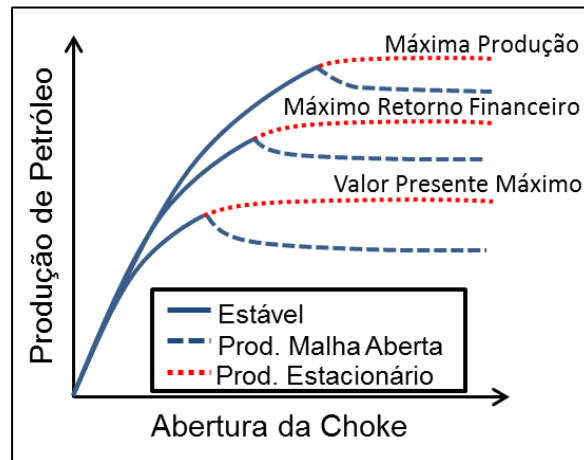 Máxima Produção
Máximo Retorno Financeiro
Valor Presente Máximo
Produção de Petróleo
Estável
Prod. Malha Aberta
Prod. Estacionário
Abertura da Choke